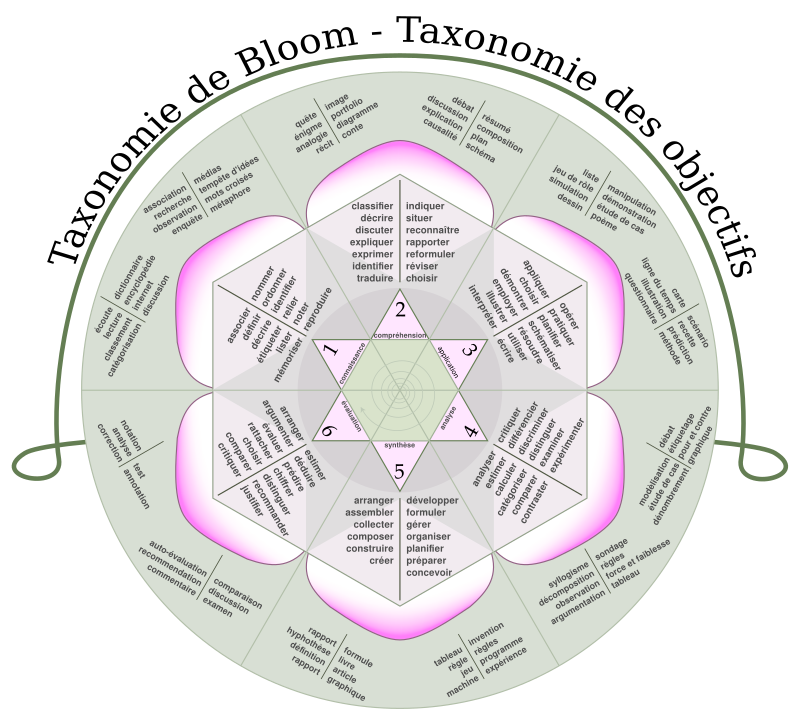 Taxonomie de Bloom - Taxonomie des objectifs
quête
énigme
analogie
récit
image
portfolio
diagramme
conte
débat
discussion
explication
causalité
résumé
composition
plan
schéma
association
recherche
observation
enquête
médias
tempête d'idées
mots croisés
métaphore
liste
jeu de rôle
simulation
dessin
manipulation
démonstration
étude de cas
poème
écoute
lecture
classement
catégorisation
dictionnaire
encyclopédie
internet
discussion
carte
ligne du temps
illustration
questionnaire
scénario
recette
prédiction
méthode
classifier
décrire
discuter
expliquer
exprimer
identifier
traduire
indiquer
situer
reconnaître
rapporter
reformuler
réviser
choisir
associer
définir
décrire
étiqueter
lister
mémoriser
nommer
ordonner
identifier
relier
noter
reproduire
appliquer
choisir
démontrer
employer
illustrer
interpréter
opérer
pratiquer
planifier
schématiser
résoudre
utiliser
écrire
1
connaissance
2
compréhension
3
application
4
analyse
5
synthèse
6
évaluation
arranger
argumenter
évaluer
rattacher
choisir
comparer
critiquer
estimer
déduire
prédire
chiffrer
distinguer
recommander
justifier
critiquer
différencier
discriminer
distinguer
examiner
expérimenter
analyser
estimer
calculer
catégoriser
comparer
contraster
arranger
assembler
collecter
composer
construire
créer
développer
formuler
gérer
organiser
planifier
préparer
concevoir
notation
analyse
correction
test
annotation
débat
étiquetage
pour et contre
graphique
modélisation
étude de cas
dénombrement
auto-évaluation
recommendation
commentaire
comparaison
discussion
examen
syllogisme
décomposition
observation
argumentation
sondage
règles
force et faiblesse
tableau
rapport
hyphothèse
définition
rapport
formule
livre
article
graphique
tableau
règle
jeu
machine
invention
règles
programme
expérience